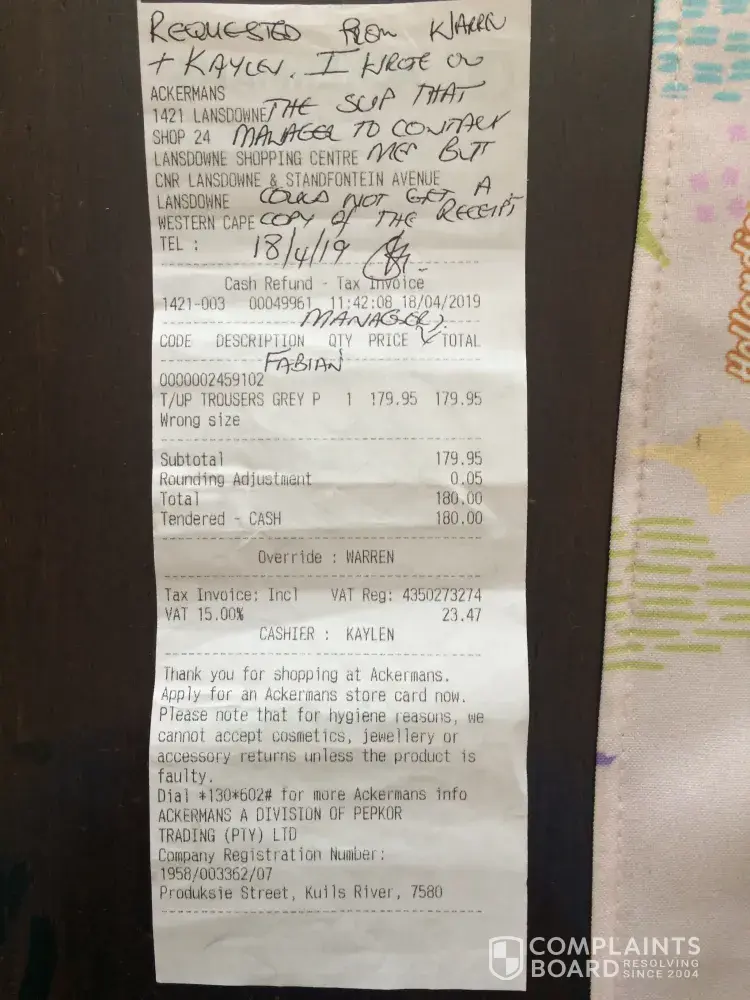 REQUESTED FROM WARREN
+ KAYLEN. I WROTE ON
ACKERMANS
THE SLIP THAT
1421 LANSDOWNE
SHOP 24 MANAGER TO CONTACT
LANSDOWNE SHOPPING CENTRE ME BUT
CNR LANSDOWNE & STANDFONTEIN AVENUE
LANSDOWNE COULD NOT GET A
WESTERN CAPE COPY OF THE RECEIPT
TEL : 18/4/19
Cash Refund - Tax Invoice
1421-003 00049961 11:42:08 18/04/2019
MANAGER
CODE DESCRIPTION QTY PRICE TOTAL
FABIAN
0000002459102
T/UP TROUSERS GREY P 1 179.95 179.95
Wrong size
Subtotal 179.95
Rounding Adjustment 0.05
Total 180.00
Tendered - CASH 180.00
Override : WARREN
Tax Invoice: Incl VAT Reg: 4350273274
VAT 15.00% 23.47
CASHIER : KAYLEN
Thank you for shopping at Ackermans.
Apply for an Ackermans store card now.
Please note that for hygiene reasons, we
cannot accept cosmetics, jewellery or
accessory returns unless the product is
faulty.
Dial *130*602# for more Ackermans info
ACKERMANS A DIVISION OF PEPKOR
TRADING (PTY) LTD
Company Registration Number:
1958/003362/07
Produksie Street, Kuils River, 7580
COMPLAINTS
BOARD RESOLVING SINCE 2004